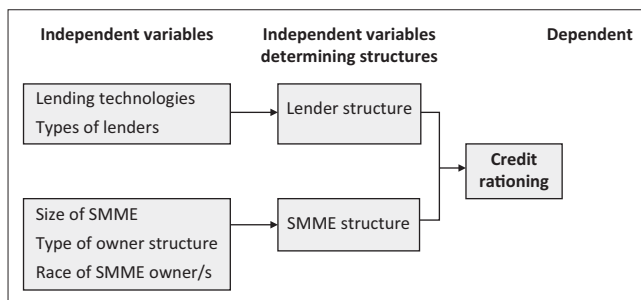 Independent variables
Independent variables
determining structures
Dependent
Lending technologies
Types of lenders
Lender structure
Credit
rationing
Size of SMME
Type of owner structure
Race of SMME owner/s
SMME structure